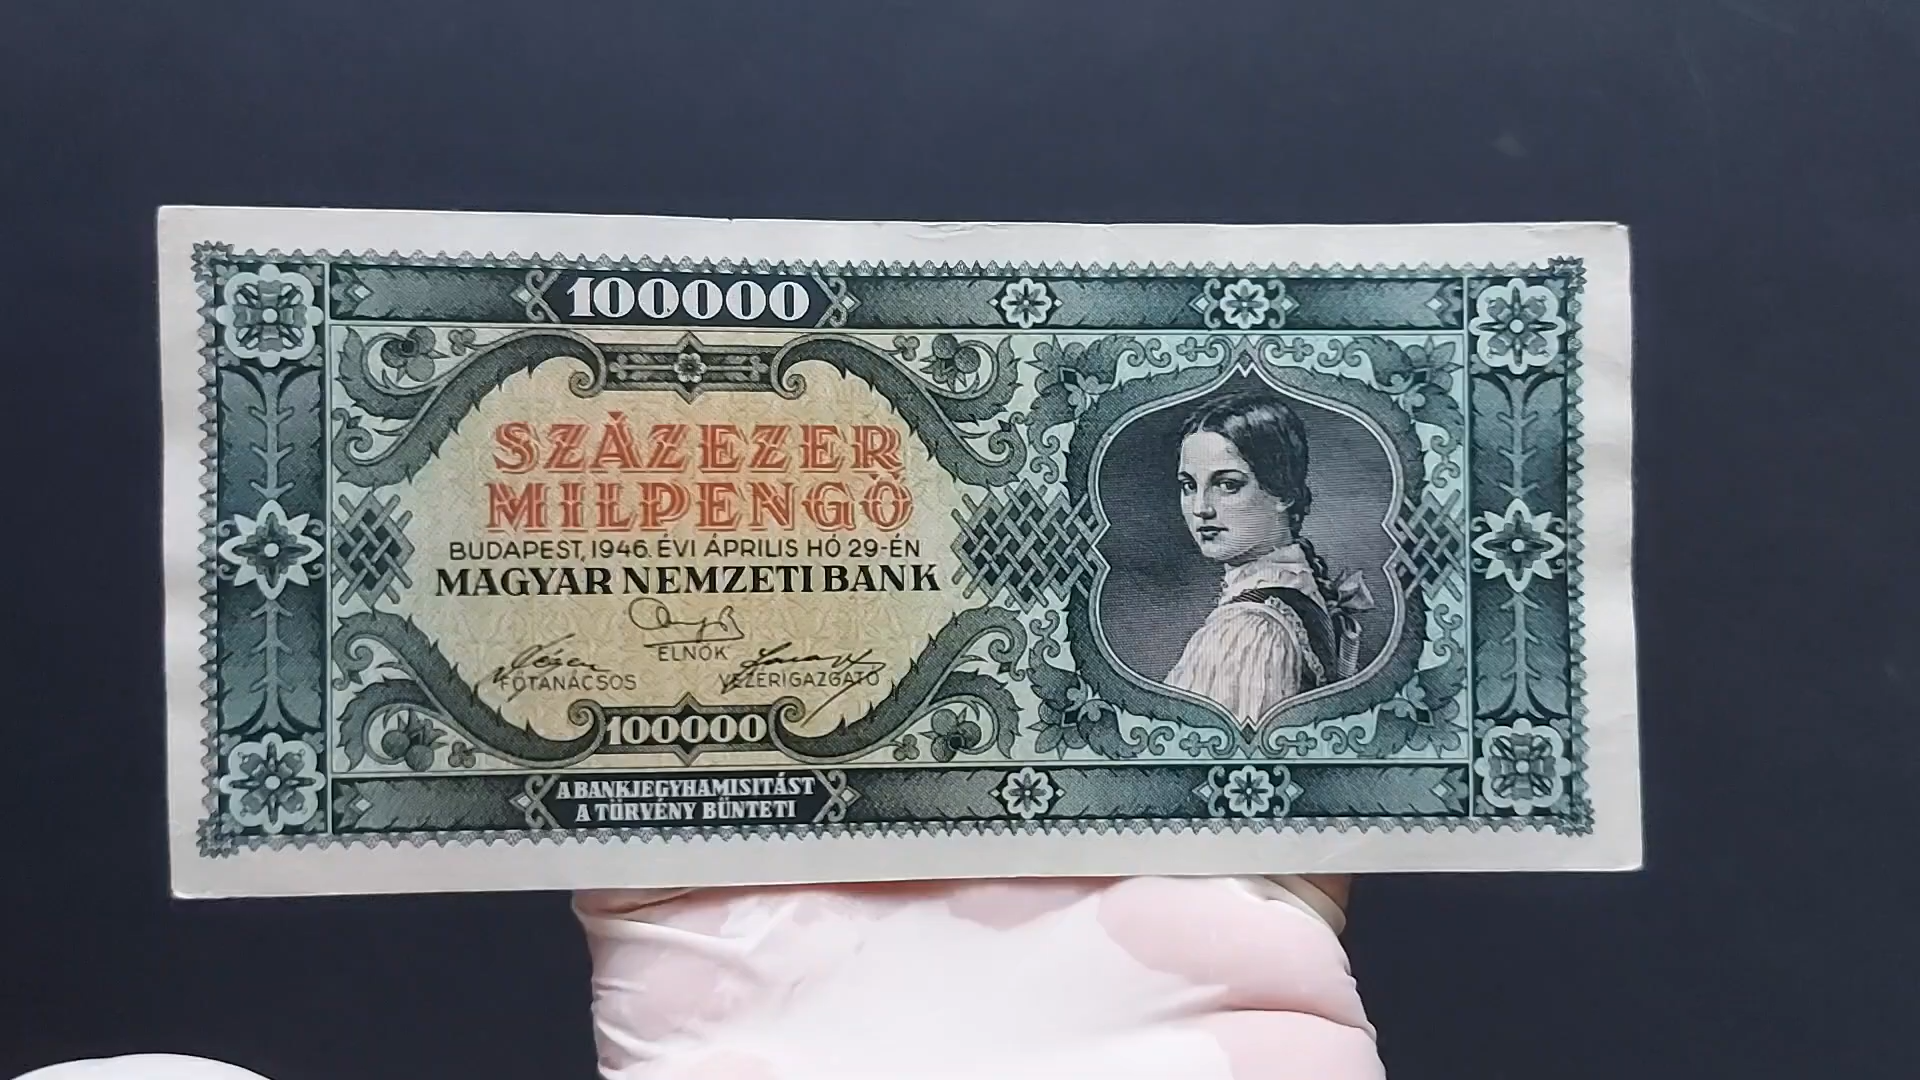 100000
SZÁZEZER
MILPENGŐ
BUDAPEST, 1946. ÉVI ÁPRILIS HÓ 29-ÉN
MAGYAR NEMZETI BANK
ELNÖK
FŐTANÁCSOS VEZÉRIGAZGATÓ
100000
A BANKJEGYHAMISITÁST
A TÖRVÉNY BÜNTETI